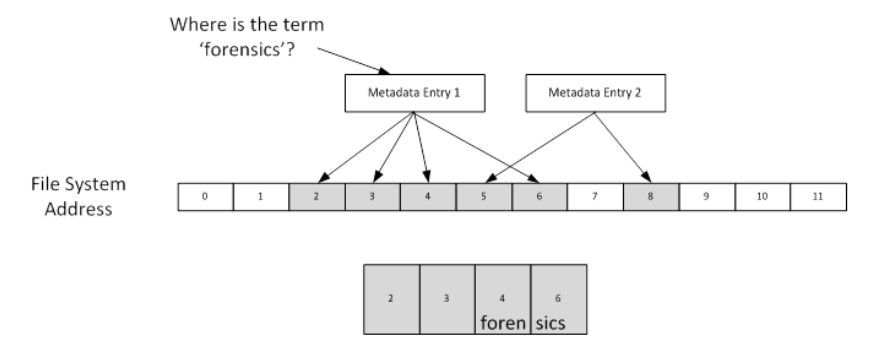 Where is the term
'forensics'?
Metadata Entry 1
Metadata Entry 2
File System
Address
0 1 2 3 4 5 6 7 8 9 10 11
2 3 4 6
foren sics